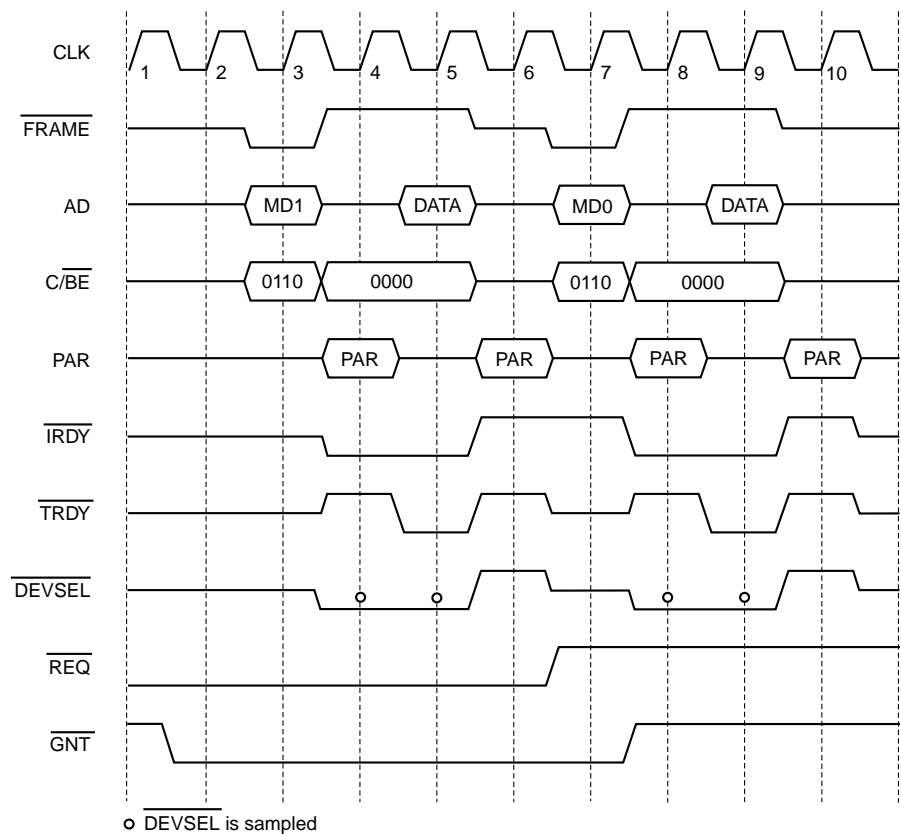 CLK
1 2 3 4 5 6 7 8 9 10
FRAME
AD
MD1 DATA MD0 DATA
C/BE
0110 0000 0110 0000
PAR
PAR PAR PAR PAR
IRDY
TRDY
DEVSEL
REQ
GNT
DEVSEL is sampled